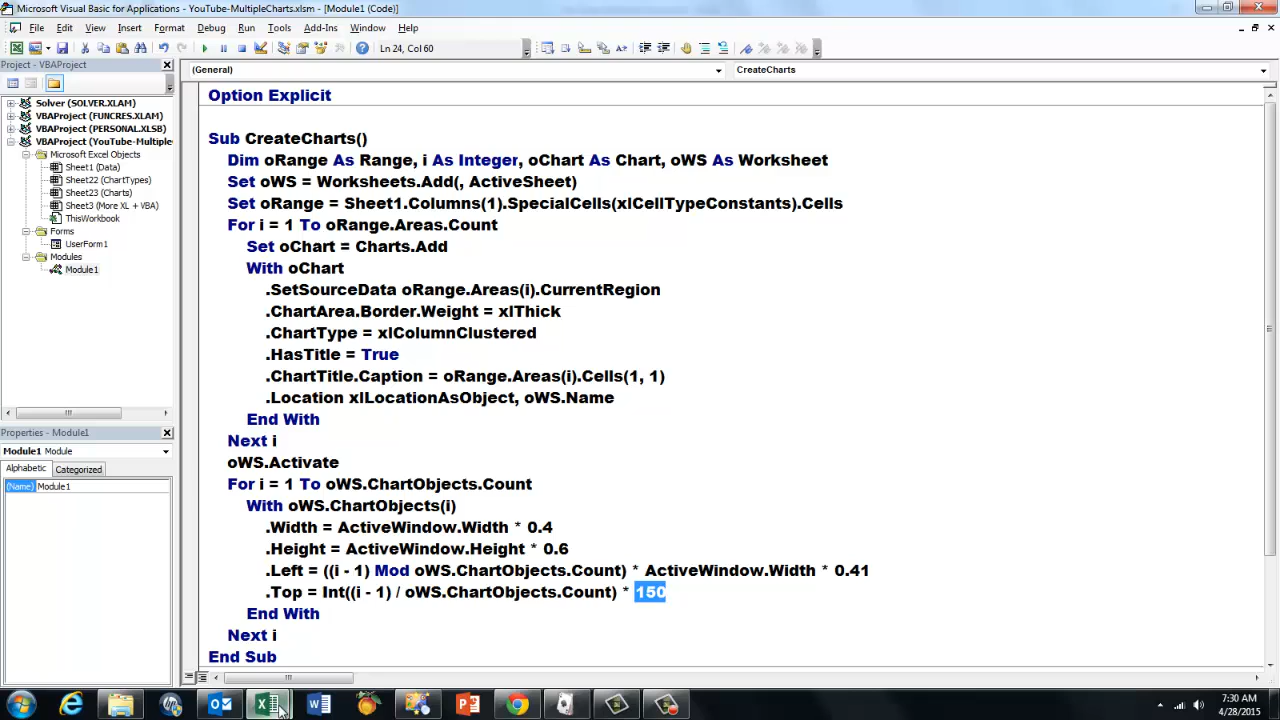 Microsoft Visual Basic for Applications - YouTube-MultipleCharts.xlsm - [Module1 (Code)]
File Edit View Insert Format Debug Run Tools Add-Ins Window Help
Ln 24, Col 60
Project - VBAProject
(General) CreateCharts
Solver (SOLVER.XLAM)
VBAProject (FUNCRES.XLAM)
VBAProject (PERSONAL.XLSB)
VBAProject (YouTube-Multiple
Microsoft Excel Objects
Sheet1 (Data)
Sheet22 (ChartTypes)
Sheet23 (Charts)
Sheet3 (More XL + VBA)
ThisWorkbook
Forms
UserForm1
Modules
Module1
Properties - Module1
Module1 Module
Alphabetic Categorized
(Name) Module1
Option Explicit
Sub CreateCharts()
Dim oRange As Range, i As Integer, oChart As Chart, oWS As Worksheet
Set oWS = Worksheets.Add(, ActiveSheet)
Set oRange = Sheet1.Columns(1).SpecialCells(xlCellTypeConstants).Cells
For i = 1 To oRange.Areas.Count
Set oChart = Charts.Add
With oChart
.SetSourceData oRange.Areas(i).CurrentRegion
.ChartArea.Border.Weight = xlThick
.ChartType = xlColumnClustered
.HasTitle = True
.ChartTitle.Caption = oRange.Areas(i).Cells(1, 1)
.Location xlLocationAsObject, oWS.Name
End With
Next i
oWS.Activate
For i = 1 To oWS.ChartObjects.Count
With oWS.ChartObjects(i)
.Width = ActiveWindow.Width * 0.4
.Height = ActiveWindow.Height * 0.6
.Left = ((i - 1) Mod oWS.ChartObjects.Count) * ActiveWindow.Width * 0.41
.Top = Int((i - 1) / oWS.ChartObjects.Count) * 150
End With
Next i
End Sub
7:30 AM
4/28/2015